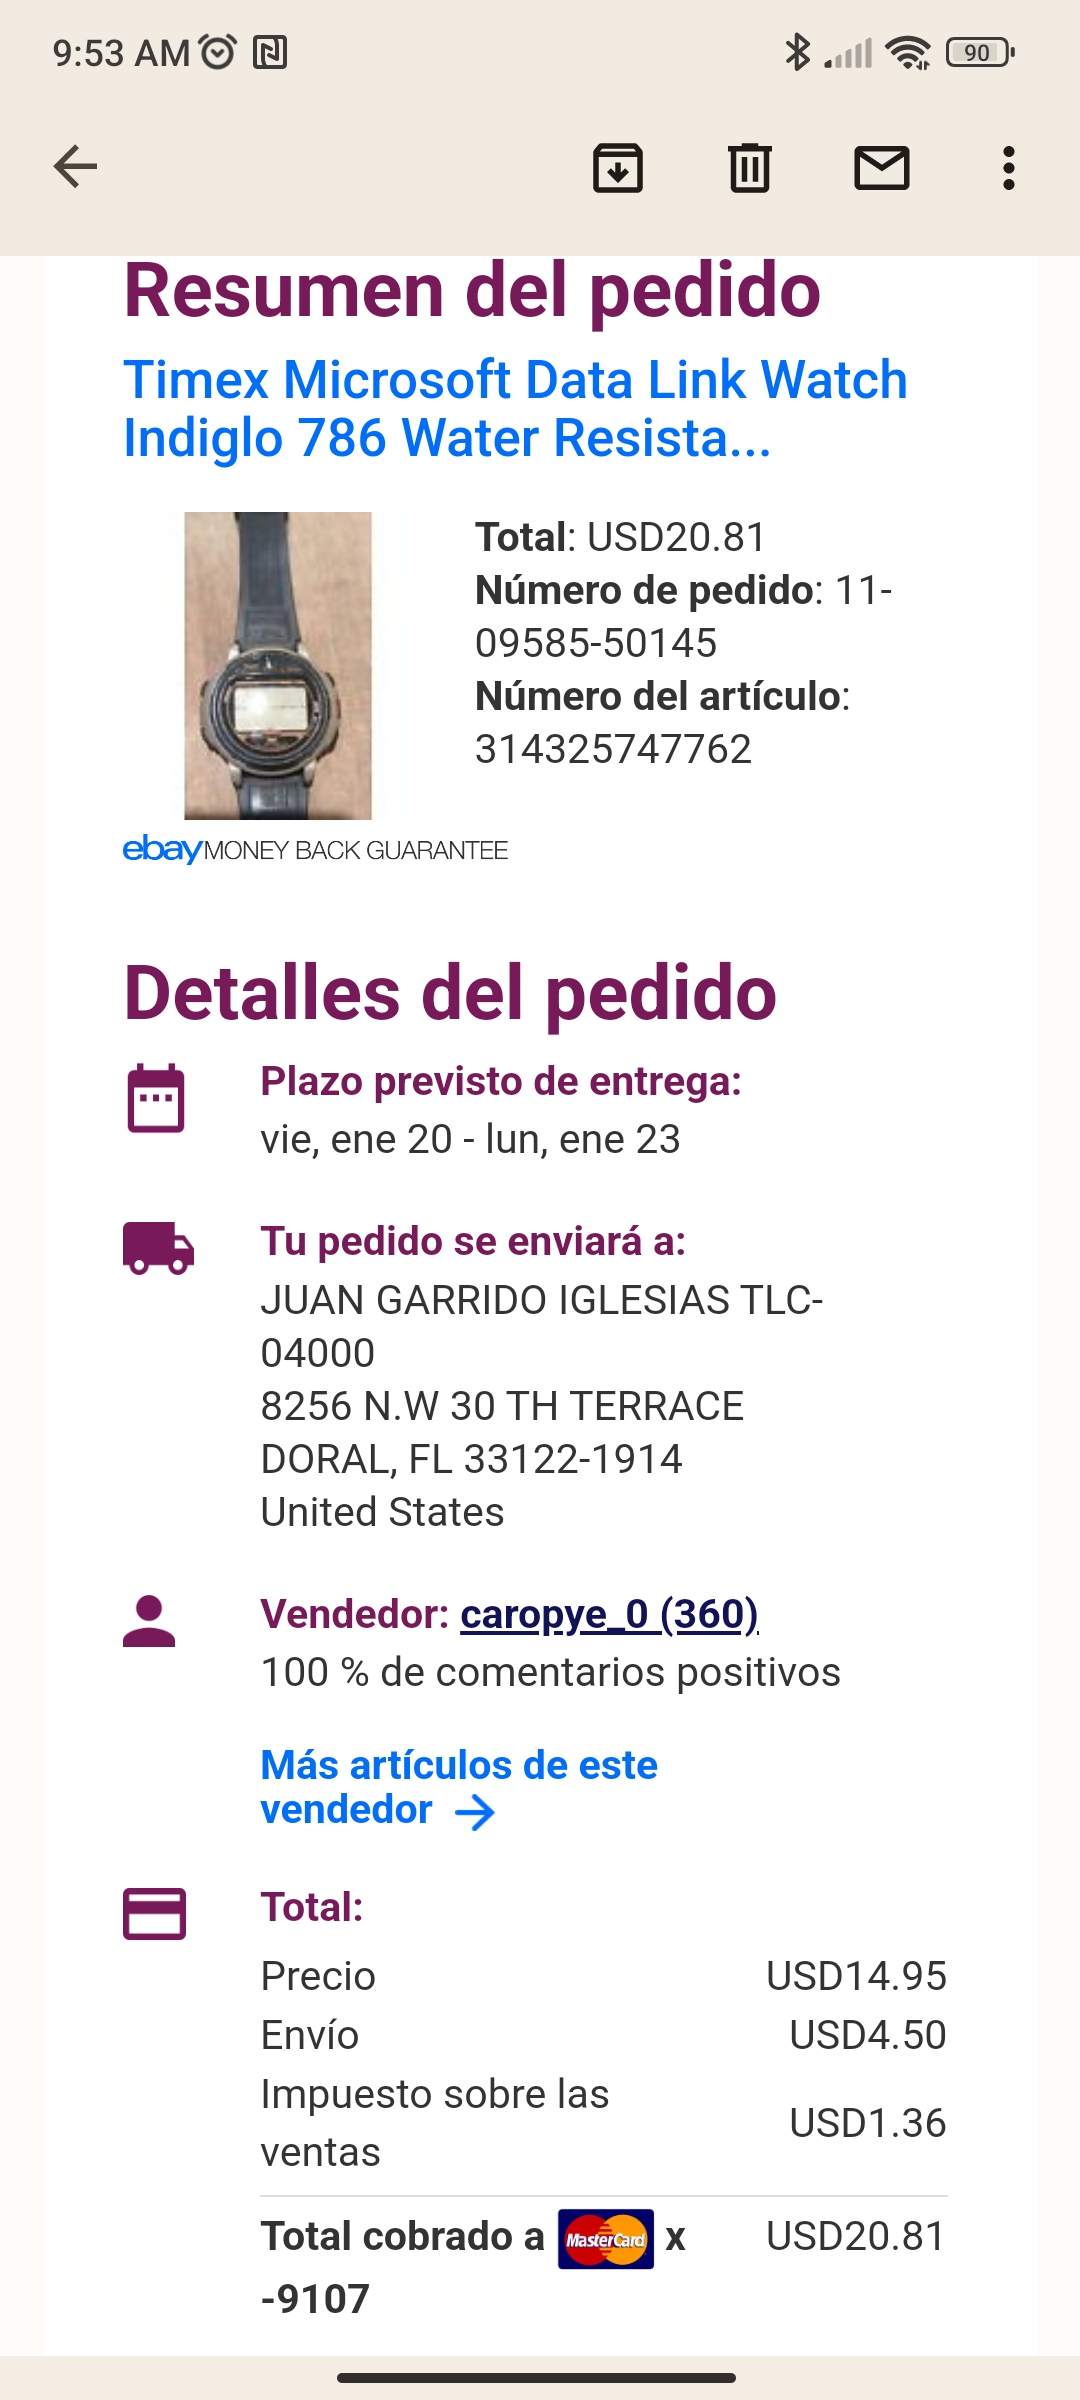 9:53 AM
90
Resumen del pedido
Timex Microsoft Data Link Watch
Indiglo 786 Water Resista...
Total: USD20.81
Número de pedido: 11-
09585-50145
Número del artículo:
314325747762
ebay MONEY BACK GUARANTEE
Detalles del pedido
Plazo previsto de entrega:
vie, ene 20 - lun, ene 23
Tu pedido se enviará a:
JUAN GARRIDO IGLESIAS TLC-
04000
8256 N.W 30 TH TERRACE
DORAL, FL 33122-1914
United States
Vendedor: caropye_0 (360)
100 % de comentarios positivos
Más artículos de este
vendedor
Total:
Precio USD14.95
Envío USD4.50
Impuesto sobre las
ventas USD1.36
Total cobrado a MasterCard x USD20.81
-9107